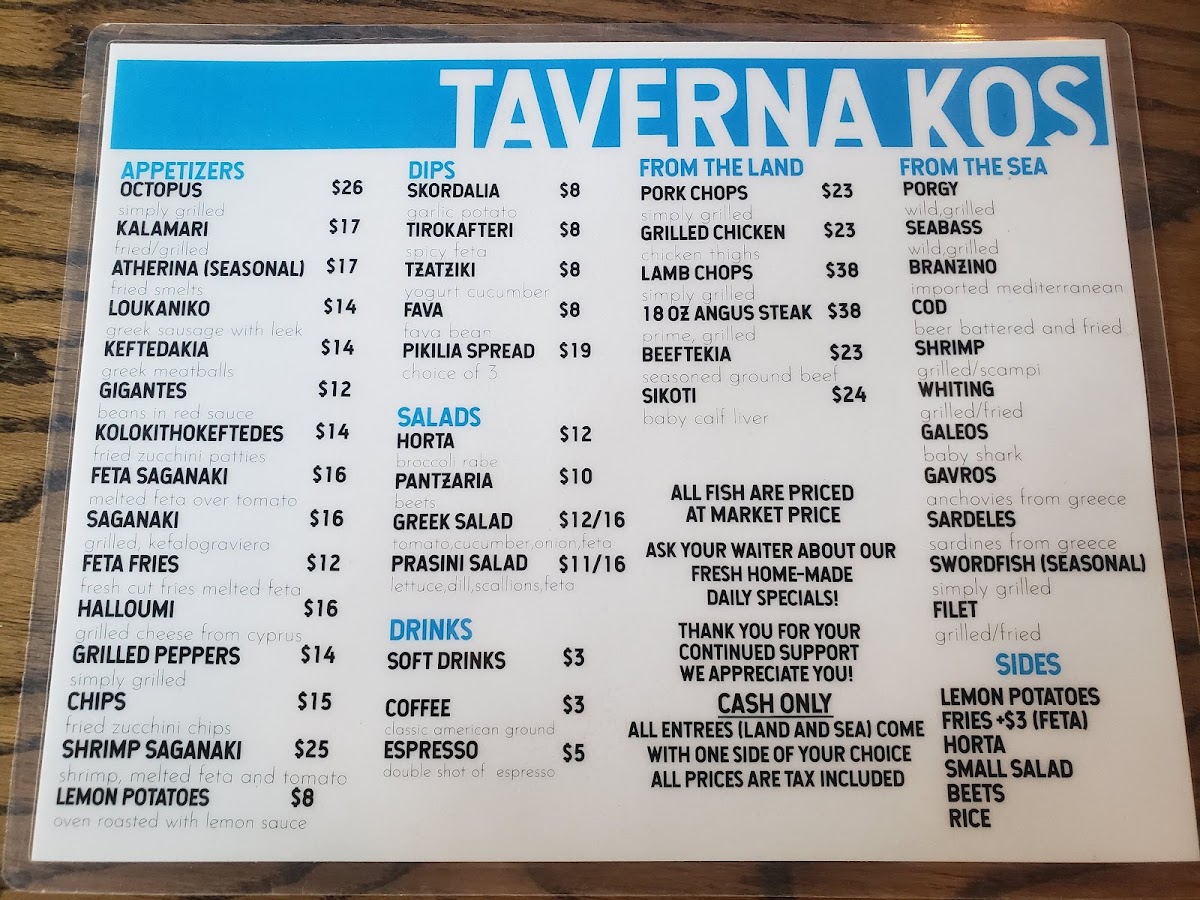 TAVERNA KOS
APPETIZERS
OCTOPUS $26
simply grilled
KALAMARI $17
fried/grilled
ATHERINA (SEASONAL) $17
fried smelts
LOUKANIKO $14
greek sausage with leek
KEFTEDAKIA $14
greek meatballs
GIGANTES $12
beans in red sauce
KOLOKITHOKEFTEDES $14
fried zucchini patties
FETA SAGANAKI $16
melted feta over tomato
SAGANAKI $16
grilled, kefalograviera
FETA FRIES $12
fresh cut fries melted feta
HALLOUMI $16
grilled cheese from cyprus
GRILLED PEPPERS $14
simply grilled
CHIPS $15
fried zucchini chips
SHRIMP SAGANAKI $25
shrimp, melted feta and tomato
LEMON POTATOES $8
oven roasted with lemon sauce
DIPS
SKORDALIA $8
garlic potato
TIROKAFTERI $8
spicy feta
TZATZIKI $8
yogurt cucumber
FAVA $8
fava bean
PIKILIA SPREAD $19
choice of 3
SALADS
HORTA $12
broccoli rabe
PANTZARIA $10
beets
GREEK SALAD $12/16
tomato,cucumber,onion,feta
PRASINI SALAD $11/16
lettuce,dill,scallions,feta
DRINKS
SOFT DRINKS $3
COFFEE $3
classic american ground
ESPRESSO $5
double shot of espresso
FROM THE LAND
PORK CHOPS $23
simply grilled
GRILLED CHICKEN $23
chicken thighs
LAMB CHOPS $38
simply grilled
18 OZ ANGUS STEAK $38
prime, grilled
BEEFTEKIA $23
seasoned ground beef
SIKOTI $24
baby calf liver
ALL FISH ARE PRICED
AT MARKET PRICE
ASK YOUR WAITER ABOUT OUR
FRESH HOME-MADE
DAILY SPECIALS!
THANK YOU FOR YOUR
CONTINUED SUPPORT
WE APPRECIATE YOU!
CASH ONLY
ALL ENTREES (LAND AND SEA) COME
WITH ONE SIDE OF YOUR CHOICE
ALL PRICES ARE TAX INCLUDED
FROM THE SEA
PORGY
wild,grilled
SEABASS
wild,grilled
BRANZINO
imported mediterranean
COD
beer battered and fried
SHRIMP
grilled/scampi
WHITING
grilled/fried
GALEOS
baby shark
GAVROS
anchovies from greece
SARDELES
sardines from greece
SWORDFISH (SEASONAL)
simply grilled
FILET
grilled/fried
SIDES
LEMON POTATOES
FRIES +$3 (FETA)
HORTA
SMALL SALAD
BEETS
RICE